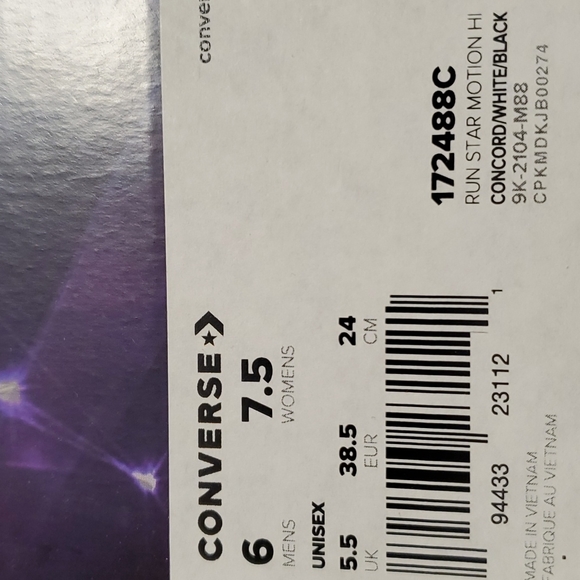 conver
CONVERSE
6 7.5
MENS WOMENS
UNISEX
5.5 38.5 24
UK EUR CM
94433 23112 1
MADE IN VIETNAM
FABRIQUE AU VIETNAM
172488C
RUN STAR MOTION HI
CONCORD/WHITE/BLACK
9K-2104-M88
CPKMDKJB00274